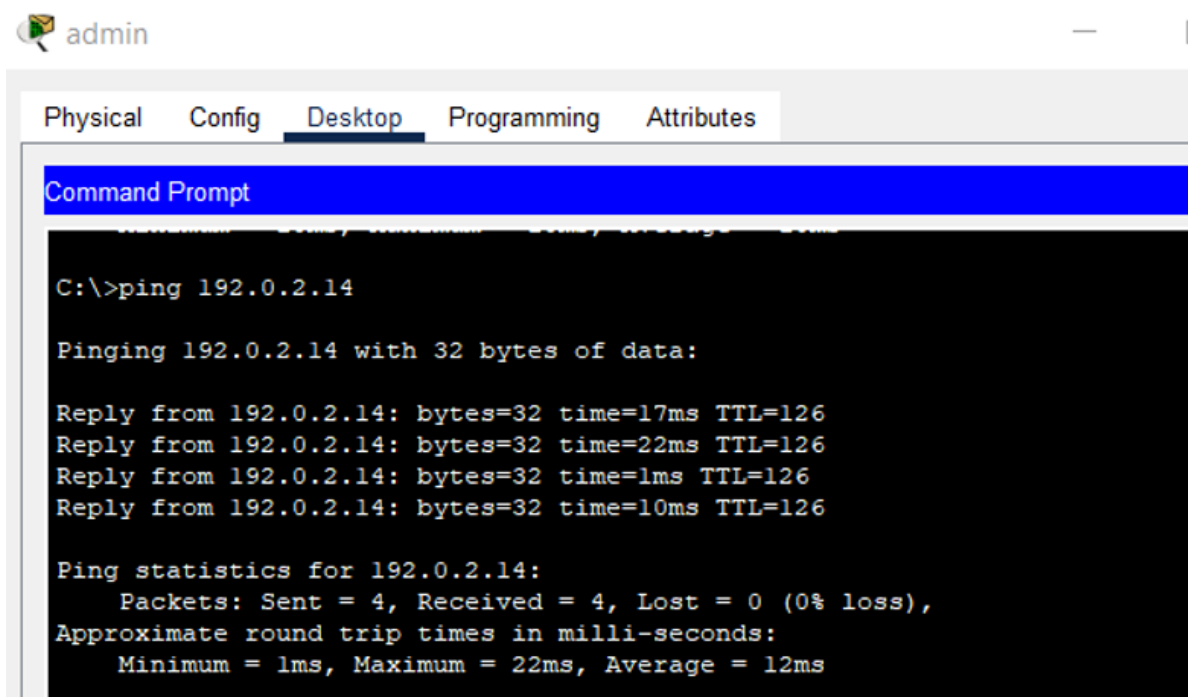 admin
Physical Config Desktop Programming Attributes
Command Prompt
C:\>ping 192.0.2.14
Pinging 192.0.2.14 with 32 bytes of data:
Reply from 192.0.2.14: bytes=32 time=17ms TTL=126
Reply from 192.0.2.14: bytes=32 time=22ms TTL=126
Reply from 192.0.2.14: bytes=32 time=1ms TTL=126
Reply from 192.0.2.14: bytes=32 time=10ms TTL=126
Ping statistics for 192.0.2.14:
Packets: Sent = 4, Received = 4, Lost = 0 (0% loss),
Approximate round trip times in milli-seconds:
Minimum = 1ms, Maximum = 22ms, Average = 12ms